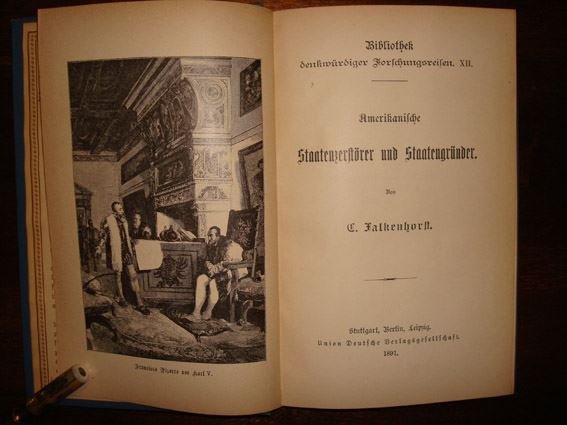 Francisco Pizarro vor Karl V.
Bibliothek
denkwürdiger Forschungsreisen. XII.
Amerikanische
Staatenzerstörer und Staatengründer.
Von
C. Falkenhorst.
Stuttgart, Berlin, Leipzig.
Union Deutsche Verlagsgesellschaft.
1891.